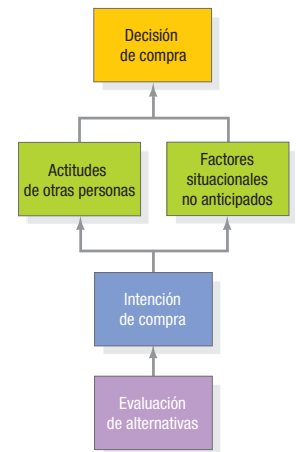 Decisión
de compra
Actitudes
de otras personas
Factores
situacionales
no anticipados
Intención
de compra
Evaluación
de alternativas